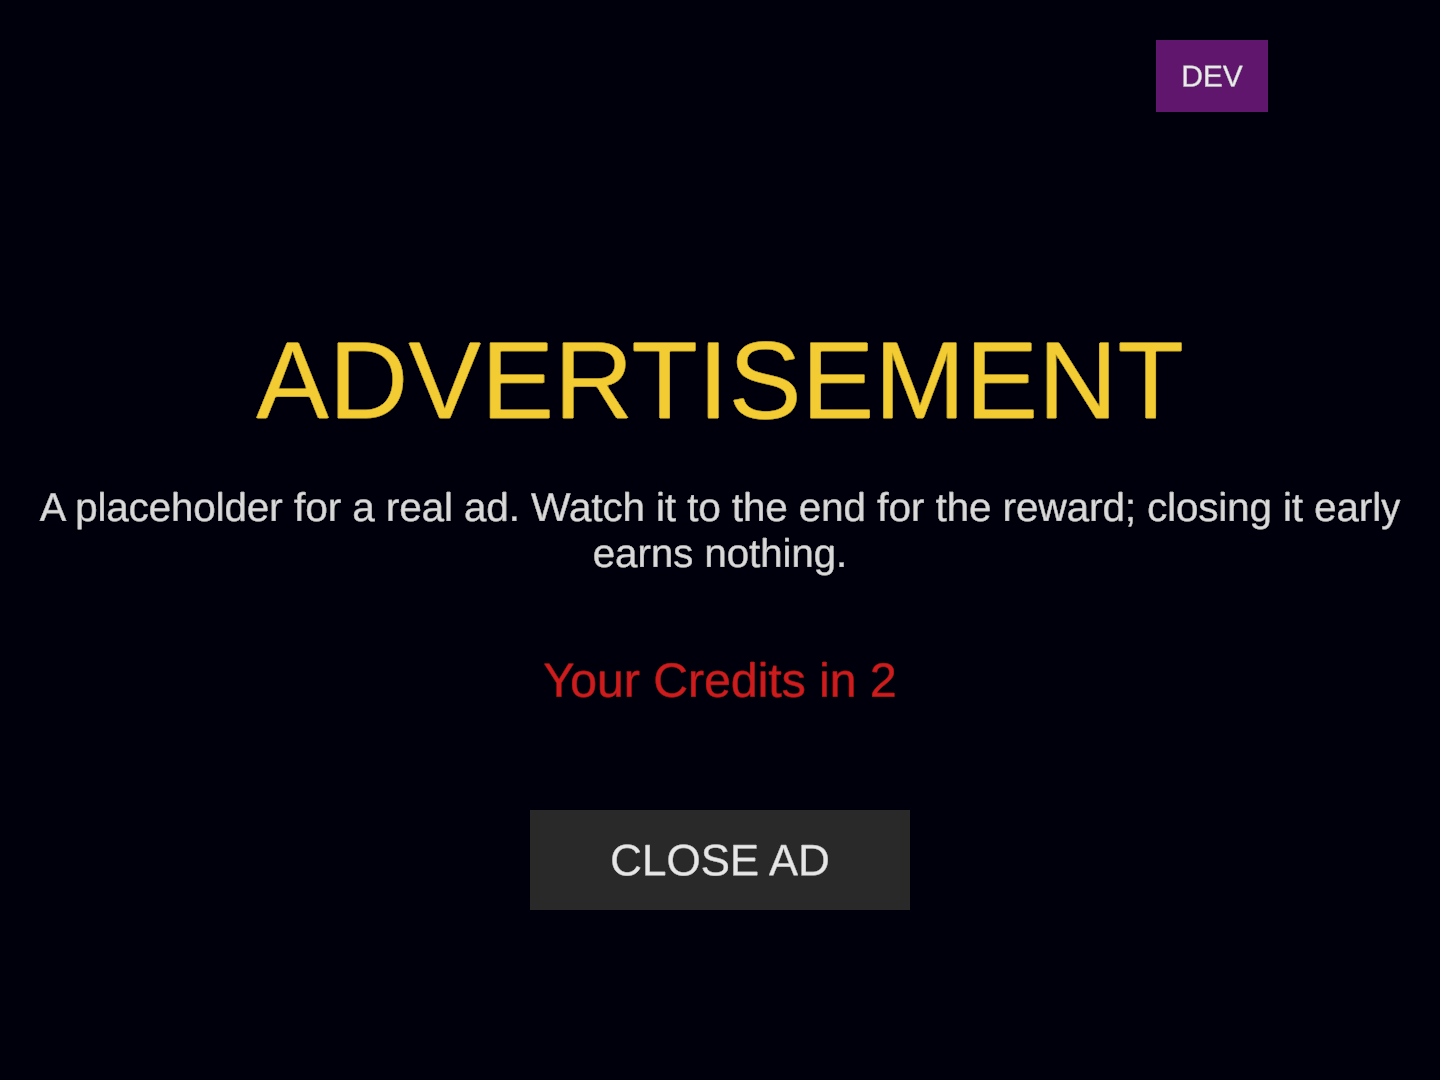 DEV
ADVERTISEMENT
A placeholder for a real ad. Watch it to the end for the reward; closing it early
earns nothing.
Your Credits in 2
CLOSE AD